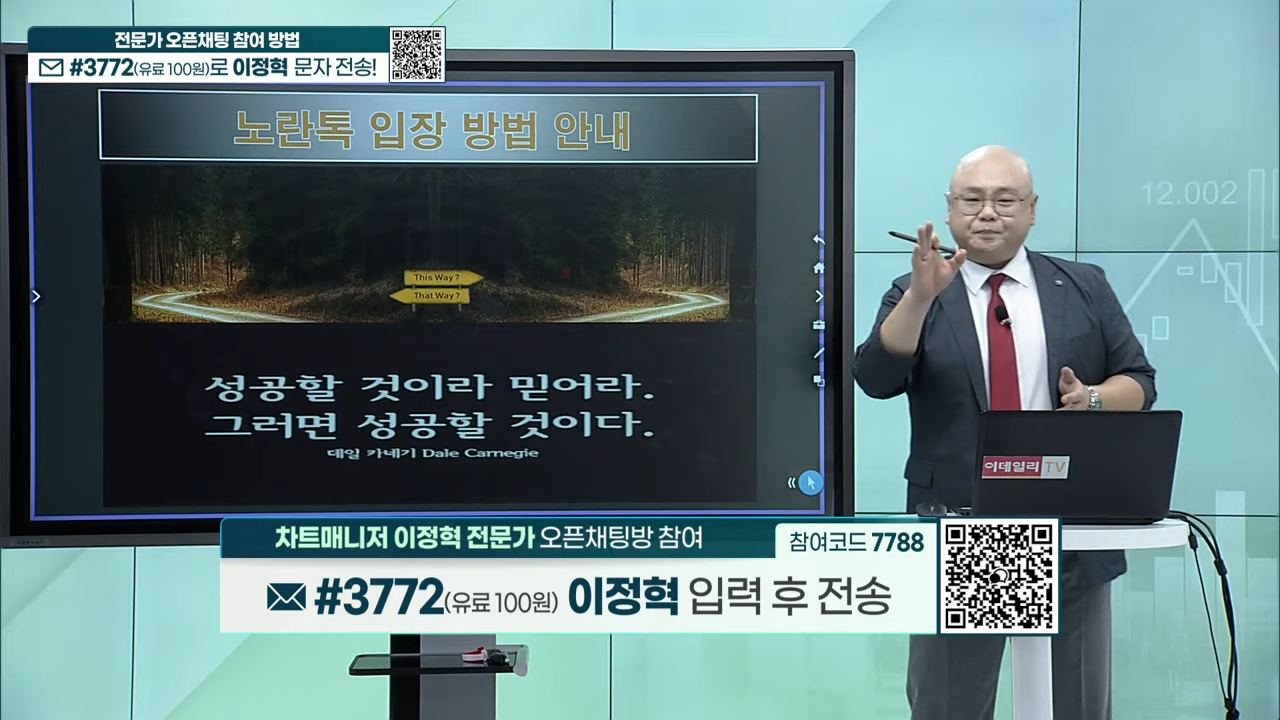 전문가 오픈채팅 참여 방법
#3772(유료 100원)로 이정혁 문자 전송!
노란톡 입장 방법 안내
This Way?
That Way?
성공할 것이라 믿어라.
그러면 성공할 것이다.
데일 카네기 Dale Carnegie
12.002
이데일리 TV
차트매니저 이정혁 전문가 오픈채팅방 참여
참여코드 7788
#3772(유료 100원) 이정혁 입력 후 전송